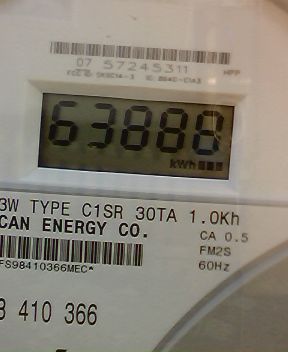 07 57245311
HPP
63888
kWh
3W TYPE C1SR 30TA 1.0Kh
CAN ENERGY CO.
CA 0.5
FM2S
60Hz
FS98410366MEC*
410 366